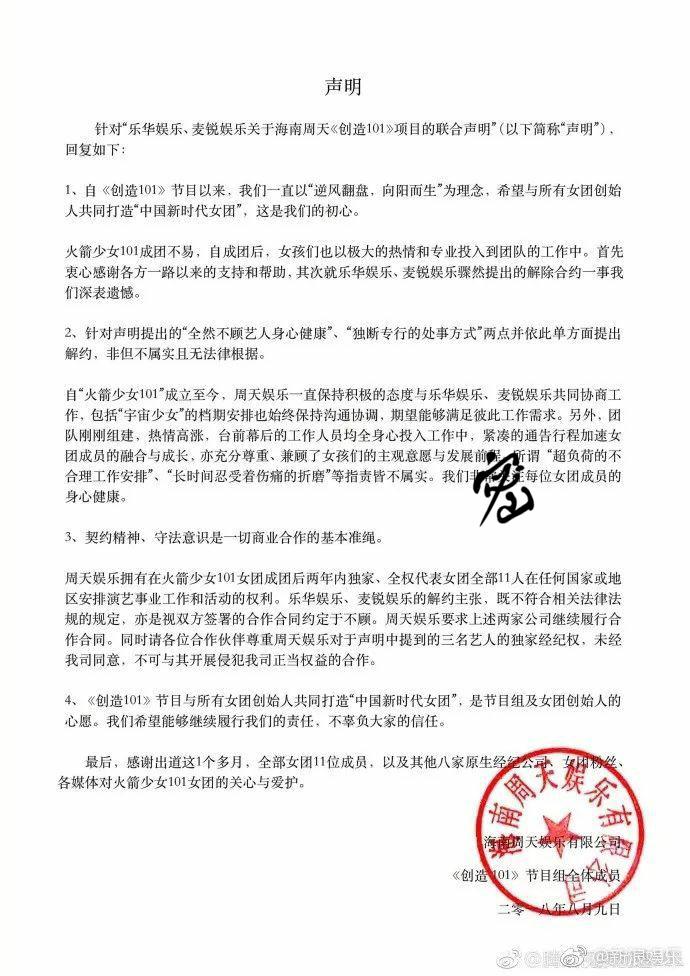 声明
针对“乐华娱乐、麦锐娱乐关于海南周天《创造101》项目的联合声明”（以下简称“声明”），
回复如下：
1、自《创造101》节目以来，我们一直以“逆风翻盘，向阳而生”为理念，希望与所有女团创始
人共同打造“中国新时代女团”，这是我们的初心。
火箭少女101成团不易，自成团后，女孩们也以极大的热情和专业投入到团队的工作中。首先
衷心感谢各方一路以来的支持和帮助，其次就乐华娱乐、麦锐娱乐骤然提出的解除合约一事我
们深表遗憾。
2、针对声明提出的“全然不顾艺人身心健康”、“独断专行的处事方式”两点并依此单方面提出
解约，非但不属实且无法律根据。
自“火箭少女101”成立至今，周天娱乐一直保持积极的态度与乐华娱乐、麦锐娱乐共同协商工
作，包括“宇宙少女”的档期安排也始终保持沟通协调，期望能够满足彼此工作需求。另外，团
队刚刚组建，热情高涨，台前幕后的工作人员均全身心投入工作中，紧凑的通告行程加速女
团成员的融合与成长，亦充分尊重、兼顾了女孩们的主观意愿与发展前 所谓“超负荷的不
合理工作安排”、“长时间忍受着伤痛的折磨”等指责皆不属实。我们非 每位女团成员的
身心健康。
3、契约精神、守法意识是一切商业合作的基本准绳。
周天娱乐拥有在火箭少女101女团成团后两年内独家、全权代表女团全部11人在任何国家或地
区安排演艺事业工作和活动的权利。乐华娱乐、麦锐娱乐的解约主张，既不符合相关法律法
规的规定，亦是视双方签署的合作合同约定于不顾。周天娱乐要求上述两家公司继续履行合
作合同。同时请各位合作伙伴尊重周天娱乐对于声明中提到的三名艺人的独家经纪权，未经
我司同意，不可与其开展侵犯我司正当权益的合作。
4、《创造101》节目与所有女团创始人共同打造“中国新时代女团”，是节目组及女团创始人的
心愿。我们希望能够继续履行我们的责任，不辜负大家的信任。
最后，感谢出道这1个多月，全部女团11位成员，以及其他八家原生经纪公司、女团粉丝、
各媒体对火箭少女101女团的关心与爱护。
海南周天娱乐有限公司
海南周天娱乐有限公司
《创造101》节目组全体成员
二零一八年八月九日
@新浪娱乐